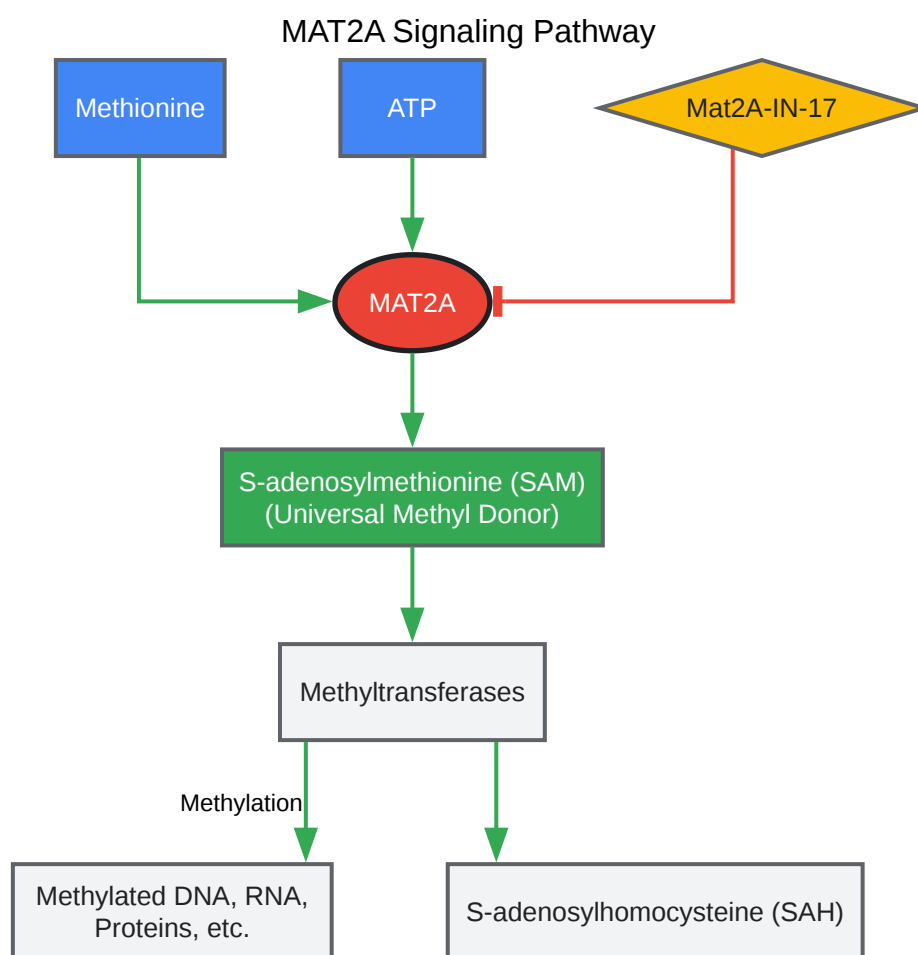 MAT2A Signaling Pathway
Methionine
ATP
Mat2A-IN-17
MAT2A
S-adenosylmethionine (SAM)
(Universal Methyl Donor)
Methyltransferases
Methylation
Methylated DNA, RNA,
Proteins, etc.
S-adenosylhomocysteine (SAH)